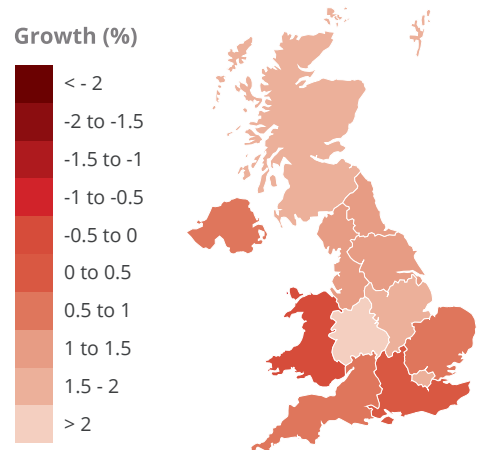 Growth (%)
< - 2
-2 to -1.5
-1.5 to -1
-1 to -0.5
-0.5 to 0
0 to 0.5
0.5 to 1
1 to 1.5
1.5 - 2
> 2